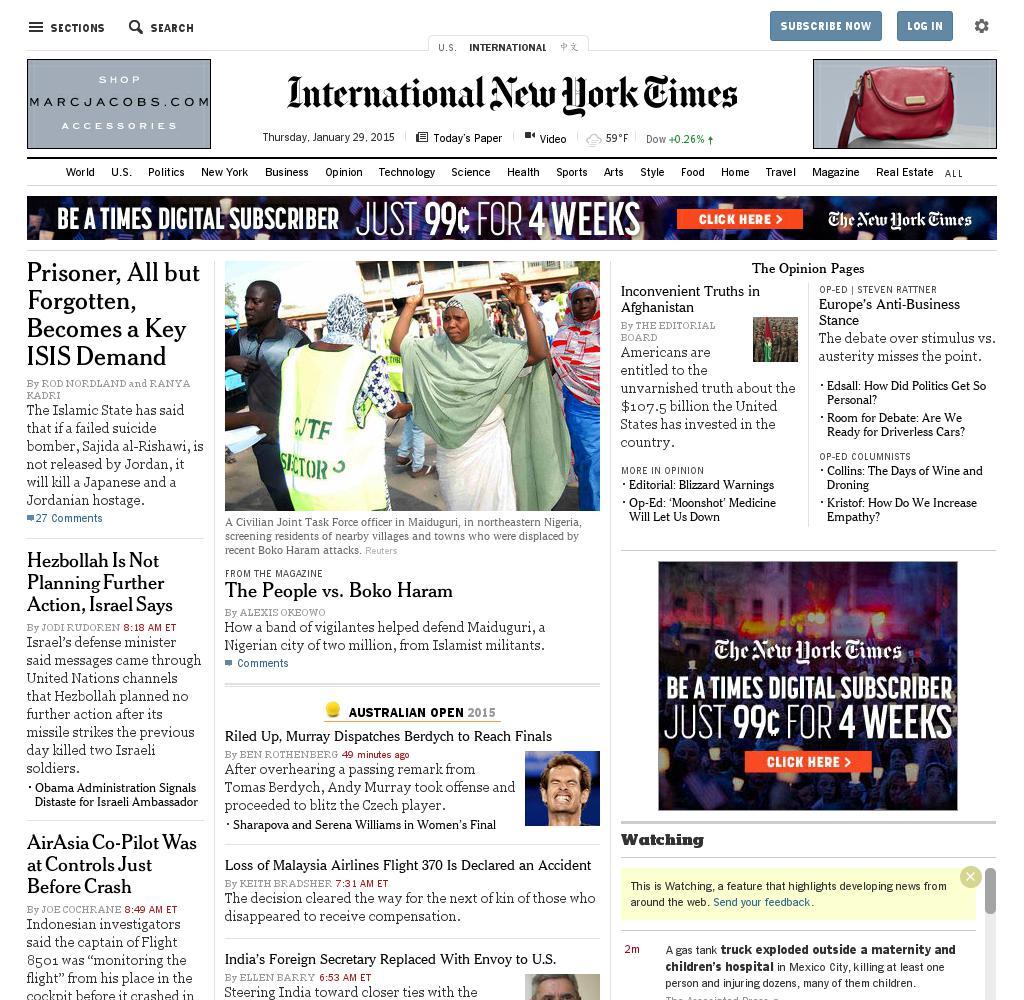 SECTIONS
SEARCH
SUBSCRIBE NOW
LOG IN
U.S.
INTERNATIONAL
中文
SHOP
MARCJACOBS.COM
ACCESSORIES
International New York Times
Thursday, January 29, 2015
Today's Paper
Video
59°F
Dow +0.26% ↑
World U.S. Politics New York Business Opinion Technology Science Health Sports Arts Style Food Home Travel Magazine Real Estate ALL
BE A TIMES DIGITAL SUBSCRIBER JUST 99¢ FOR 4 WEEKS CLICK HERE > The New York Times
Prisoner, All but
Forgotten,
Becomes a Key
ISIS Demand
By ROD NORDLAND and RANYA
KADRI
The Islamic State has said
that if a failed suicide
bomber, Sajida al-Rishawi, is
not released by Jordan, it
will kill a Japanese and a
Jordanian hostage.
27 Comments
Hezbollah Is Not
Planning Further
Action, Israel Says
By JODI RUDOREN 8:18 AM ET
Israel's defense minister
said messages came through
United Nations channels
that Hezbollah planned no
further action after its
missile strikes the previous
day killed two Israeli
soldiers.
· Obama Administration Signals
Distaste for Israeli Ambassador
AirAsia Co-Pilot Was
at Controls Just
Before Crash
By JOE COCHRANE 8:49 AM ET
Indonesian investigators
said the captain of Flight
8501 was “monitoring the
flight” from his place in the
cockpit before it crashed in
CJTF
SECTOR 5
A Civilian Joint Task Force officer in Maiduguri, in northeastern Nigeria,
screening residents of nearby villages and towns who were displaced by
recent Boko Haram attacks. Reuters
FROM THE MAGAZINE
The People vs. Boko Haram
By ALEXIS OKEOWO
How a band of vigilantes helped defend Maiduguri, a
Nigerian city of two million, from Islamist militants.
Comments
AUSTRALIAN OPEN 2015
Riled Up, Murray Dispatches Berdych to Reach Finals
By BEN ROTHENBERG 49 minutes ago
After overhearing a passing remark from
Tomas Berdych, Andy Murray took offense and
proceeded to blitz the Czech player.
· Sharapova and Serena Williams in Women's Final
Loss of Malaysia Airlines Flight 370 Is Declared an Accident
By KEITH BRADSHER 7:31 AM ET
The decision cleared the way for the next of kin of those who
disappeared to receive compensation.
India's Foreign Secretary Replaced With Envoy to U.S.
By ELLEN BARRY 6:53 AM ET
Steering India toward closer ties with the
The Opinion Pages
Inconvenient Truths in
Afghanistan
By THE EDITORIAL
BOARD
Americans are
entitled to the
unvarnished truth about the
$107.5 billion the United
States has invested in the
country.
MORE IN OPINION
· Editorial: Blizzard Warnings
· Op-Ed: ‘Moonshot’ Medicine
Will Let Us Down
OP-ED | STEVEN RATTNER
Europe's Anti-Business
Stance
The debate over stimulus vs.
austerity misses the point.
· Edsall: How Did Politics Get So
Personal?
· Room for Debate: Are We
Ready for Driverless Cars?
OP-ED COLUMNISTS
· Collins: The Days of Wine and
Droning
· Kristof: How Do We Increase
Empathy?
The New York Times
BE A TIMES DIGITAL SUBSCRIBER
JUST 99¢ FOR 4 WEEKS
CLICK HERE >
Watching
This is Watching, a feature that highlights developing news from
around the web. Send your feedback.
2m
A gas tank truck exploded outside a maternity and
children's hospital in Mexico City, killing at least one
person and injuring dozens, many of them children.
The Associated Press